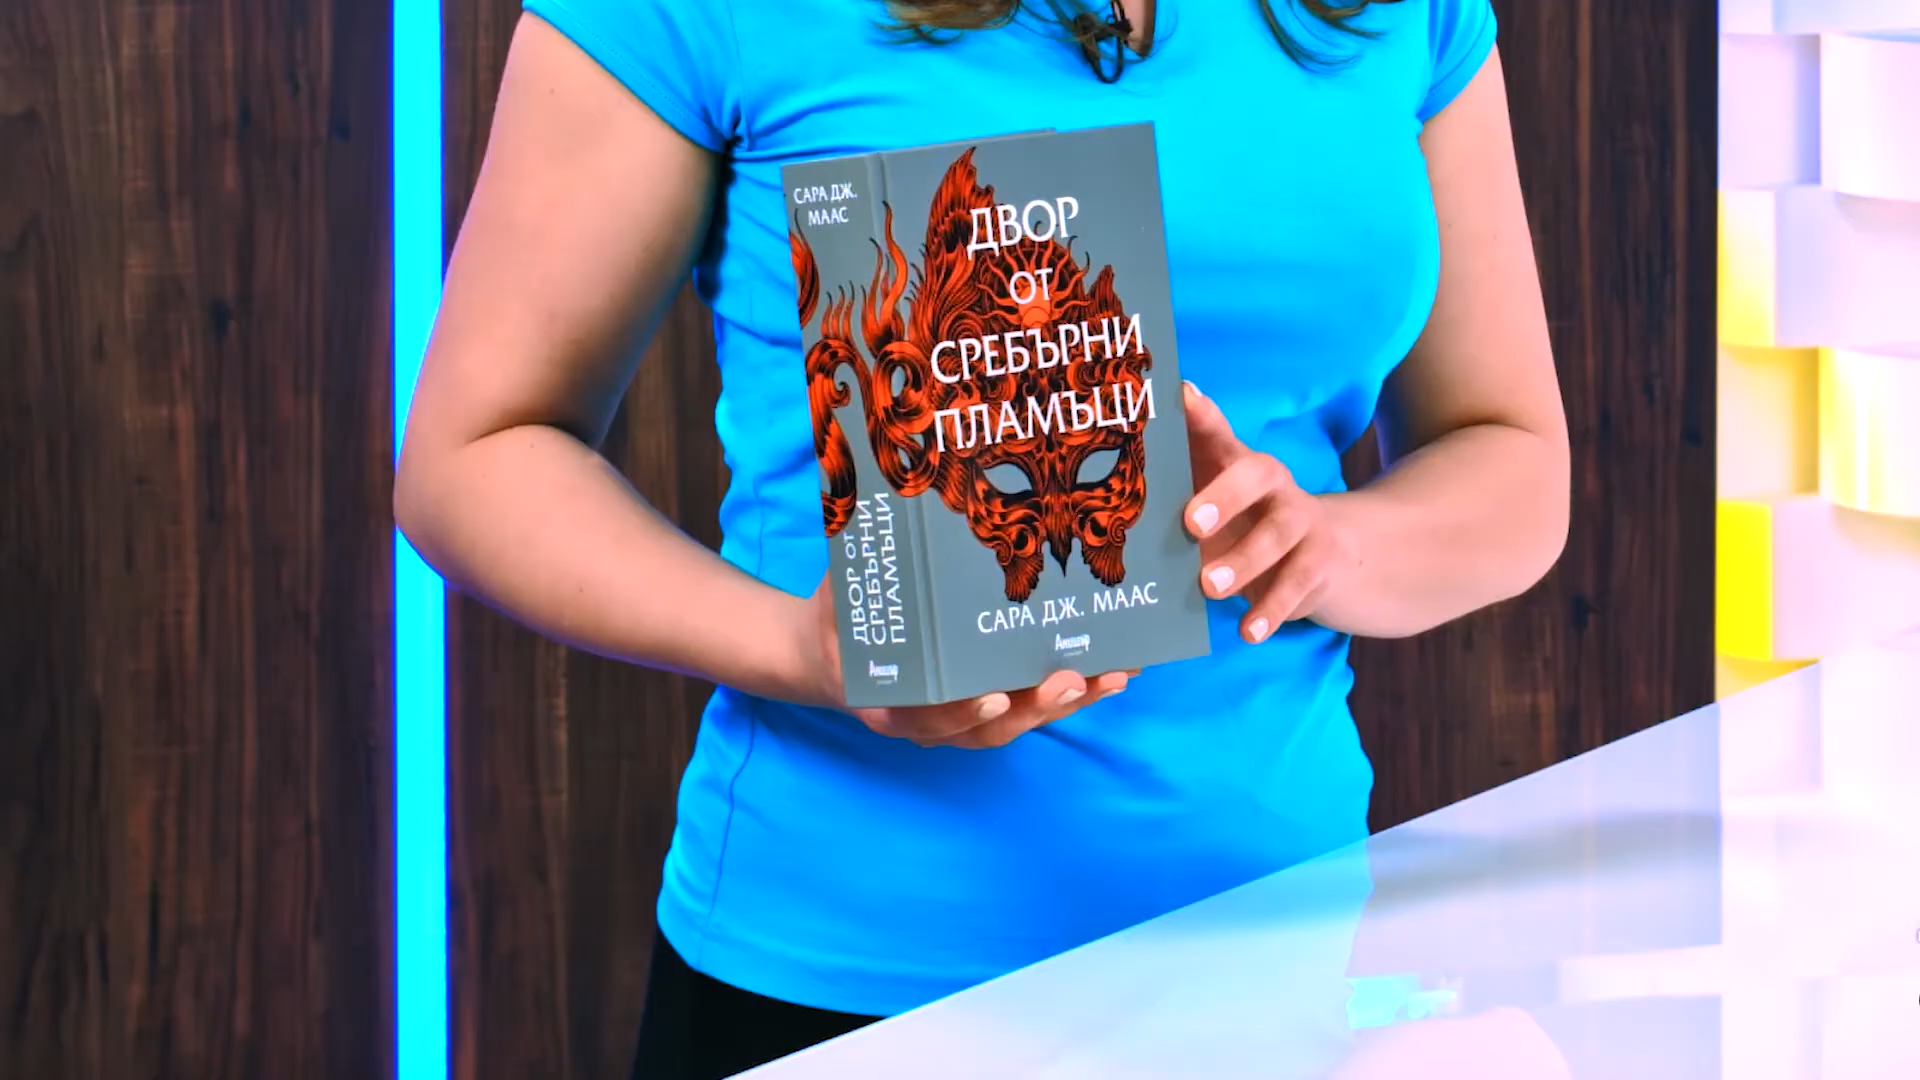 САРА ДЖ.
МААС
ДВОР ОТ
СРЕБЪРНИ
ПЛАМЪЦИ
ДВОР
ОТ
СРЕБЪРНИ
ПЛАМЪЦИ
САРА ДЖ. МААС